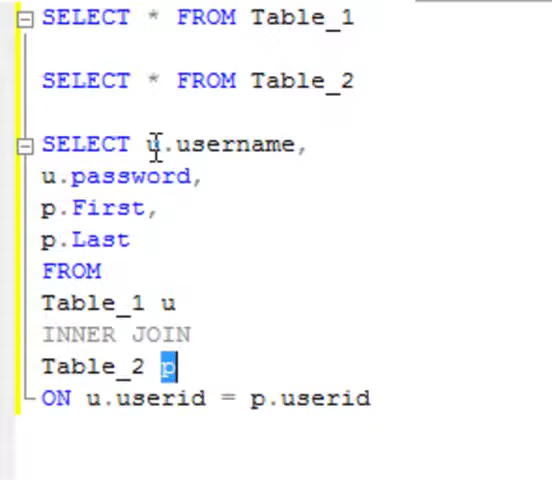 SELECT * FROM Table_1
SELECT * FROM Table_2
SELECT u.username,
u.password,
p.First,
p.Last
FROM
Table_1 u
INNER JOIN
Table_2 p
ON u.userid = p.userid